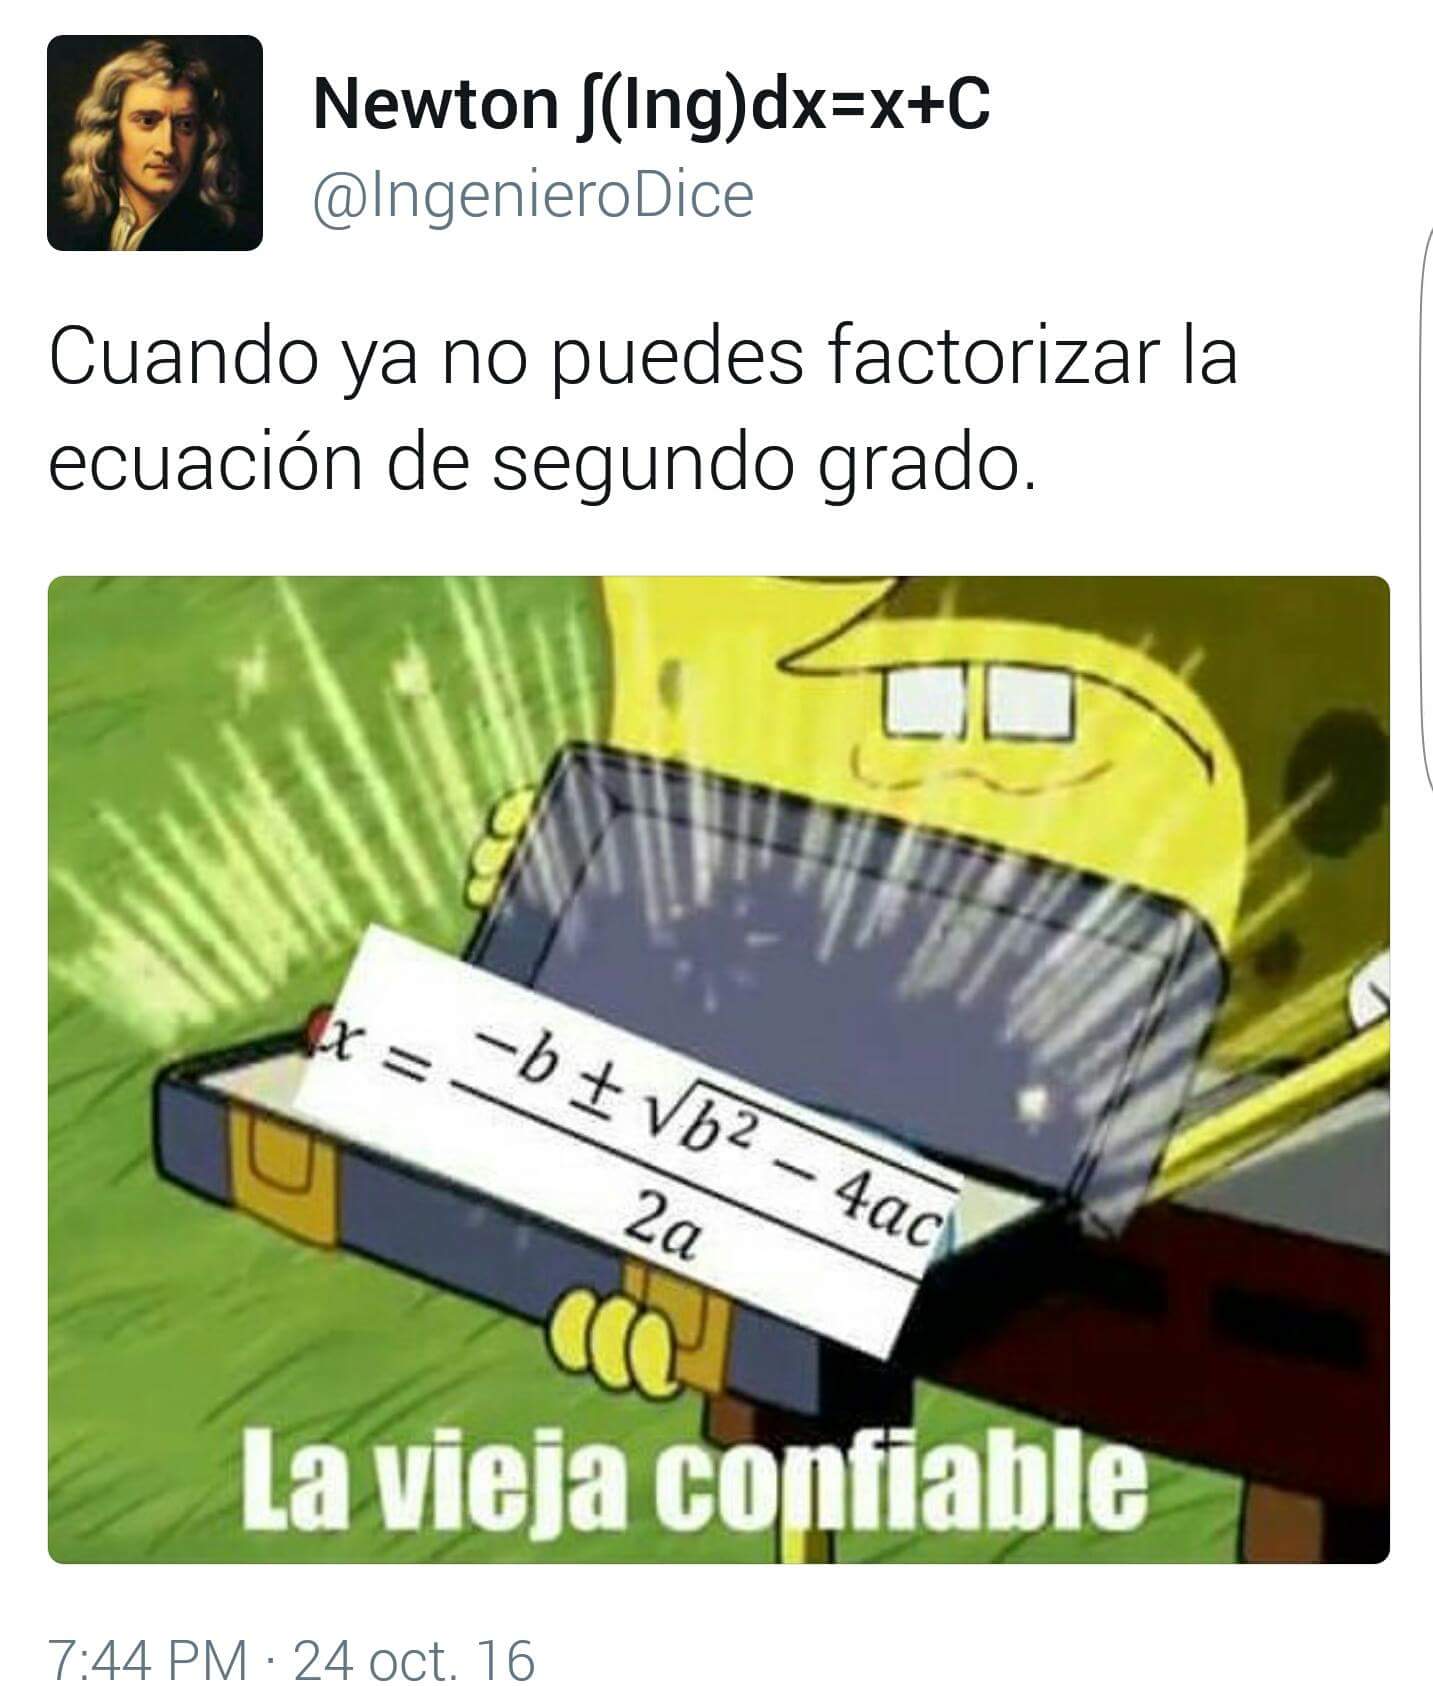 Newton ∫(Ing)dx=x+C
@IngenieroDice
Cuando ya no puedes factorizar la
ecuación de segundo grado.
x = −b ± √b² − 4ac
2a
La vieja confiable
7:44 PM · 24 oct. 16